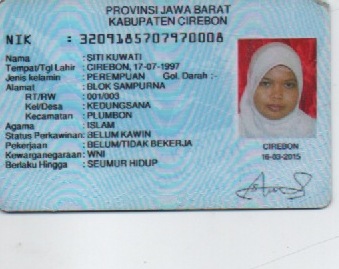 PROVINSI JAWA BARAT
KABUPATEN CIREBON
NIK : 3209185707970008
Nama : SITI KUWATI
Tempat/Tgl Lahir : CIREBON, 17-07-1997
Jenis kelamin : PEREMPUAN Gol. Darah :-
Alamat : BLOK SAMPURNA
RT/RW : 001/003
Kel/Desa : KEDUNGSANA
Kecamatan : PLUMBON
Agama : ISLAM
Status Perkawinan: BELUM KAWIN
Pekerjaan : BELUM/TIDAK BEKERJA
Kewarganegaraan: WNI
Berlaku Hingga : SEUMUR HIDUP
CIREBON
16-03-2015